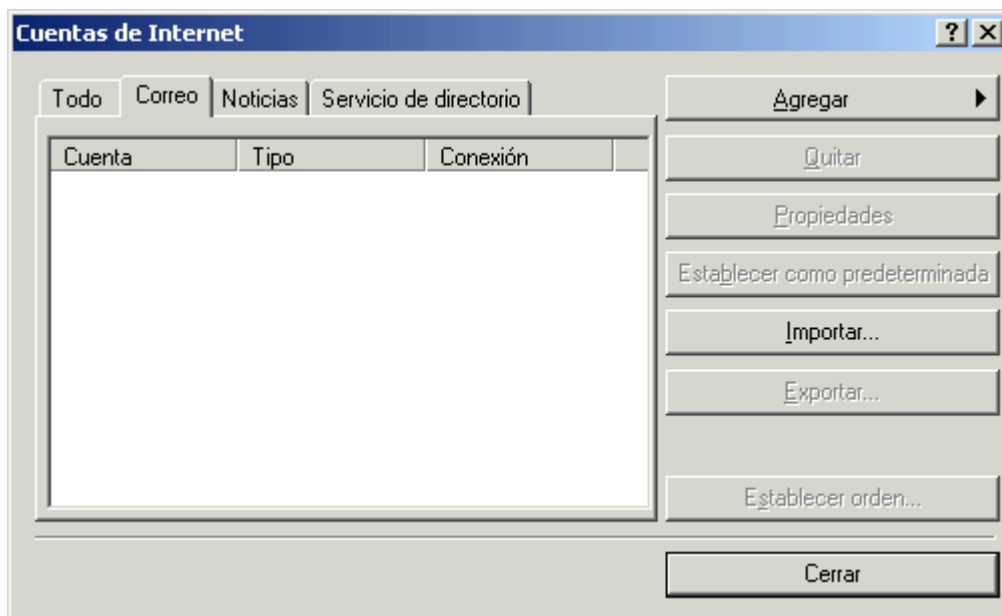 Cuentas de Internet
Todo Correo Noticias Servicio de directorio
Cuenta Tipo Conexión
Agregar
Quitar
Propiedades
Establecer como predeterminada
Importar...
Exportar...
Establecer orden...
Cerrar